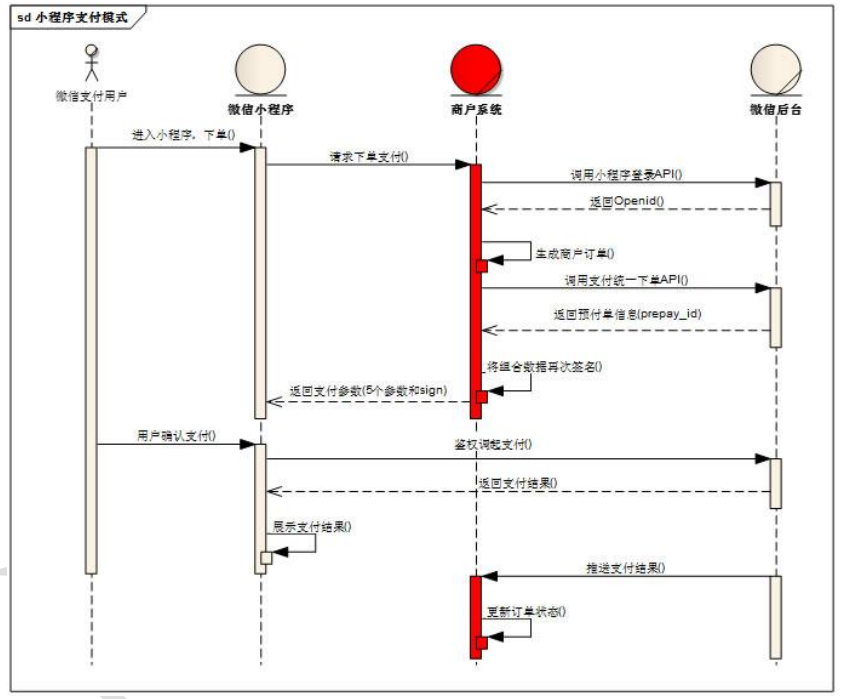 sd 小程序支付模式
微信支付用户
微信小程序
商户系统
微信后台
进入小程序，下单()
请求下单支付()
调用小程序登录API()
返回Openid()
生成商户订单()
调用支付统一下单API()
返回预付单信息(prepay_id)
将组合数据再次签名()
返回支付参数(5个参数和sign)
用户确认支付()
鉴权调起支付()
返回支付结果()
展示支付结果()
推送支付结果()
更新订单状态()